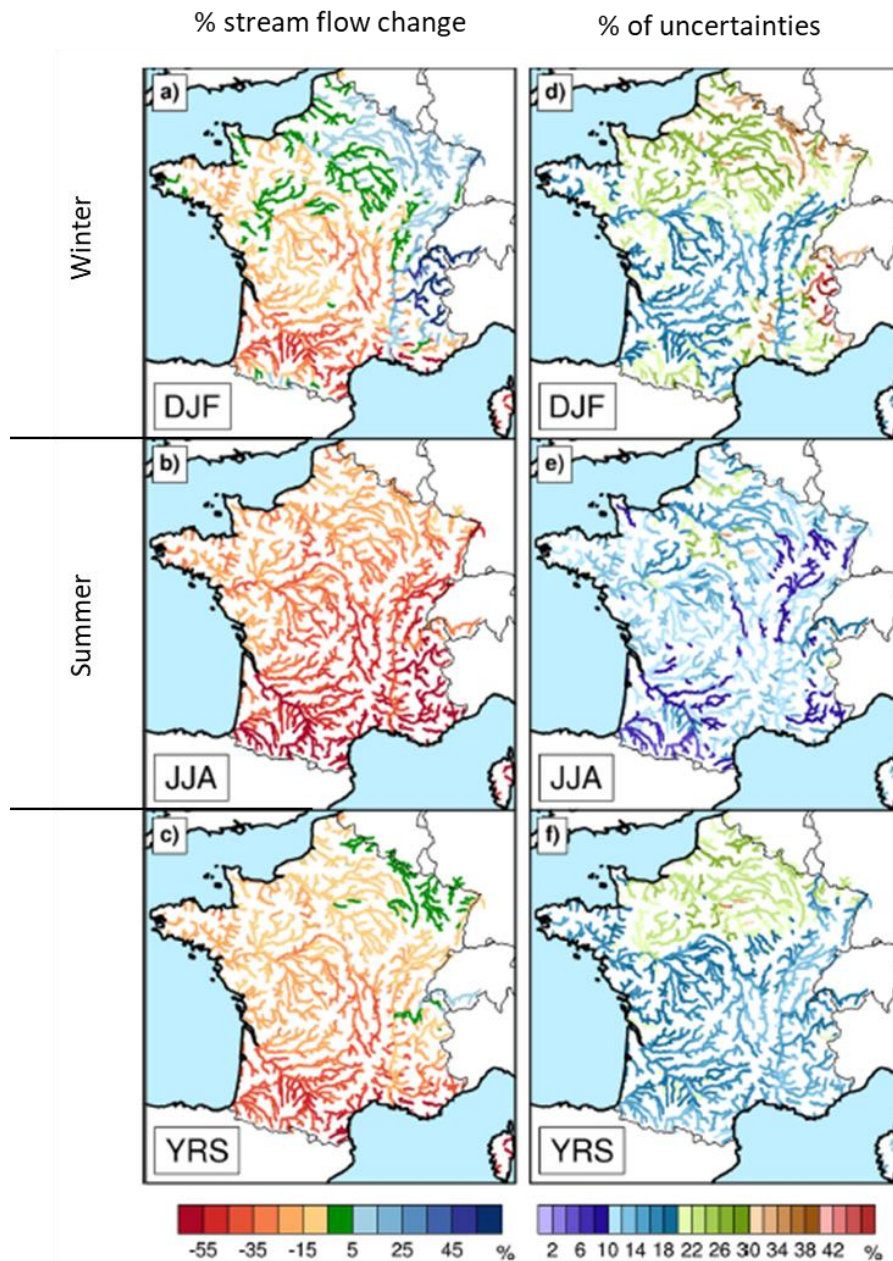 % stream flow change
% of uncertainties
Winter
a)
DJF
d)
DJF
Summer
b)
JJA
e)
JJA
c)
YRS
f)
YRS
-55 -35 -15 5 25 45 %
2 6 10 14 18 22 26 30 34 38 42 %